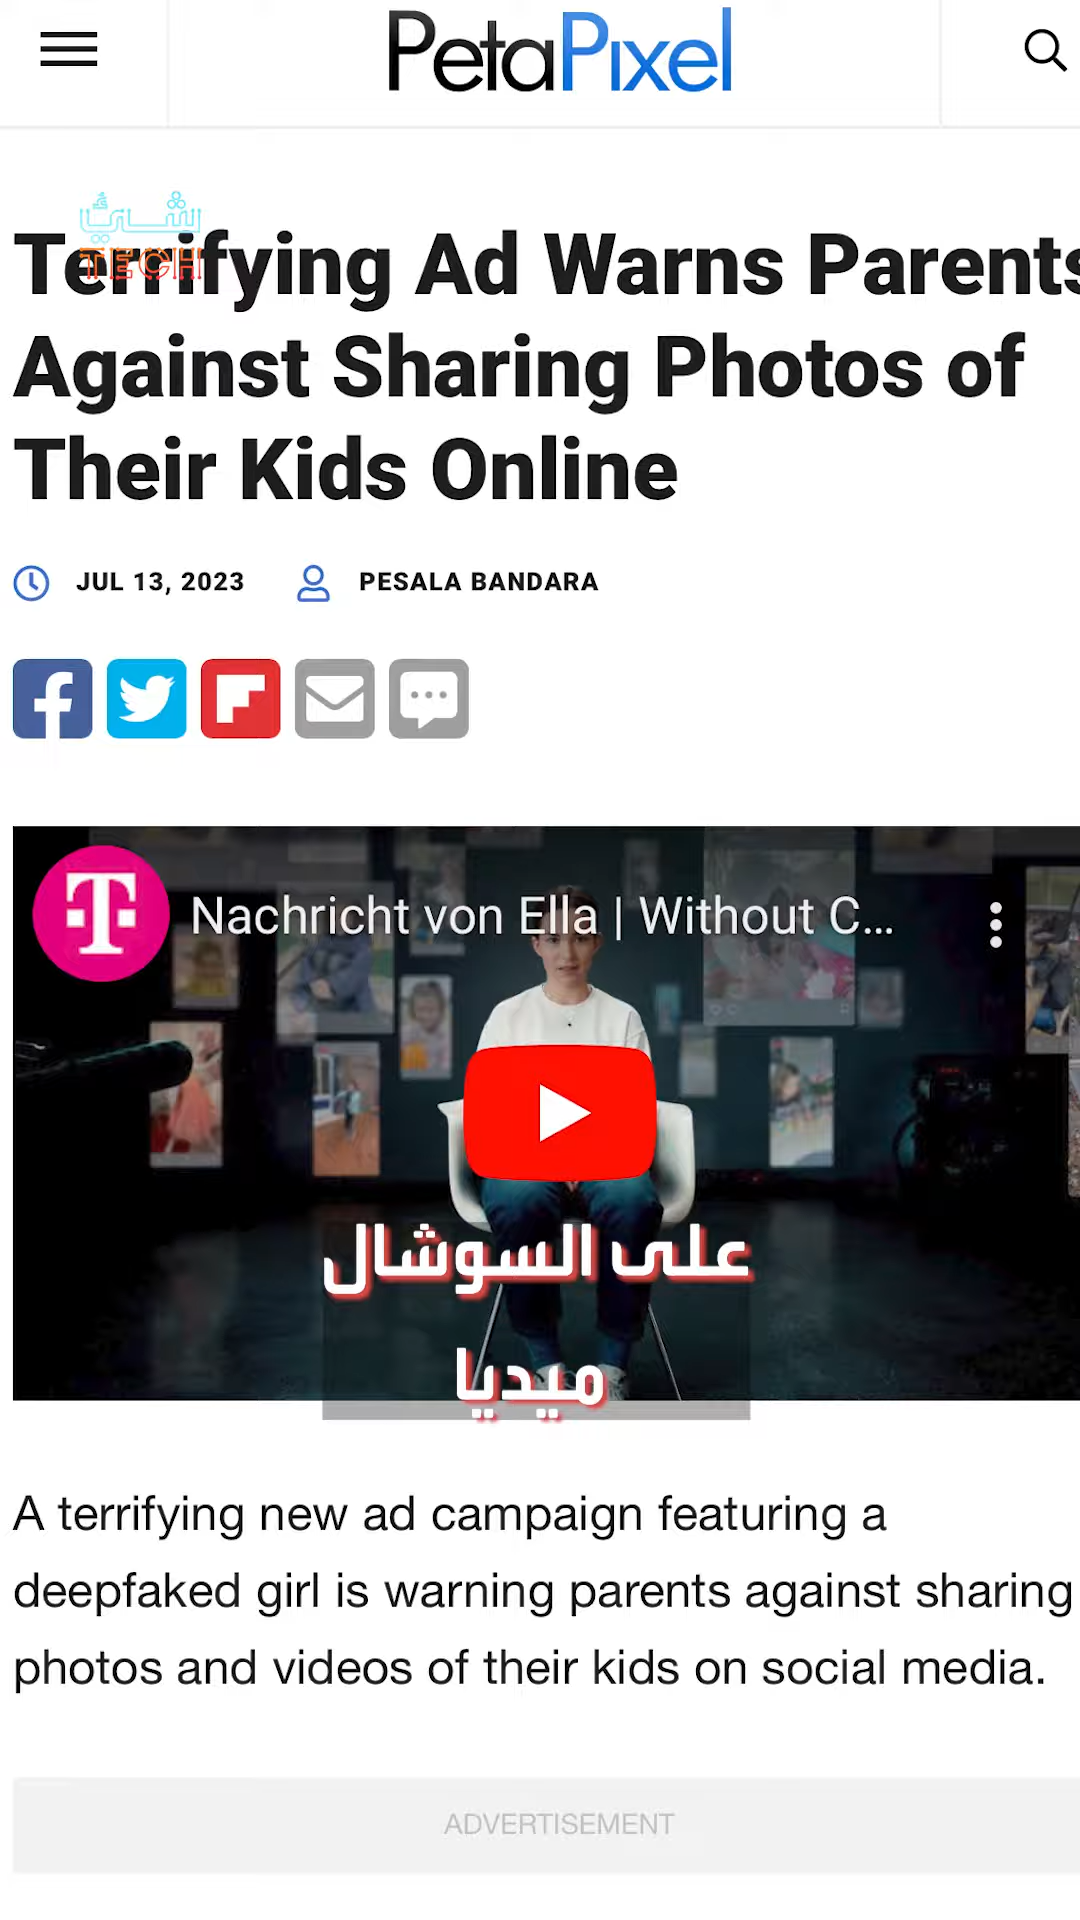 PetaPixel
الشاي
TECH
Terrifying Ad Warns Parents
Against Sharing Photos of
Their Kids Online
JUL 13, 2023 PESALA BANDARA
T
Nachricht von Ella | Without C...
على السوشال
ميديا
A terrifying new ad campaign featuring a
deepfaked girl is warning parents against sharing
photos and videos of their kids on social media.
ADVERTISEMENT